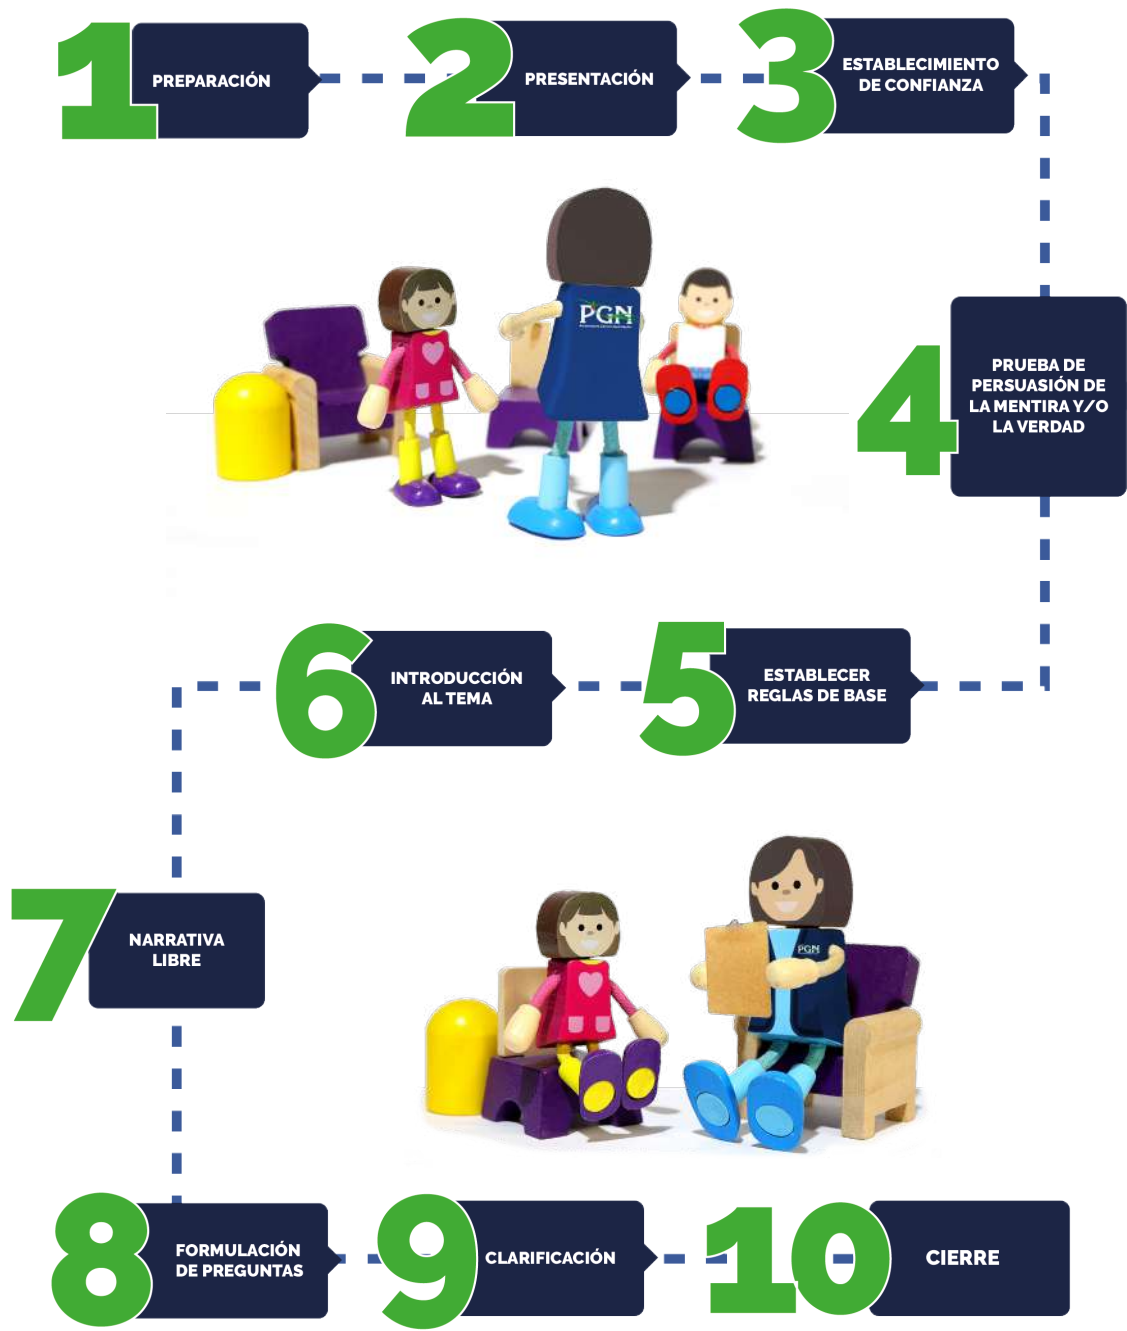 1
PREPARACIÓN
2
PRESENTACIÓN
3
ESTABLECIMIENTO
DE CONFIANZA
PGN
4
PRUEBA DE
PERSUASIÓN DE
LA MENTIRA Y/O
LA VERDAD
6
INTRODUCCIÓN
AL TEMA
5
ESTABLECER
REGLAS DE BASE
7
NARRATIVA
LIBRE
PGN
8
FORMULACIÓN
DE PREGUNTAS
9
CLARIFICACIÓN
10
CIERRE